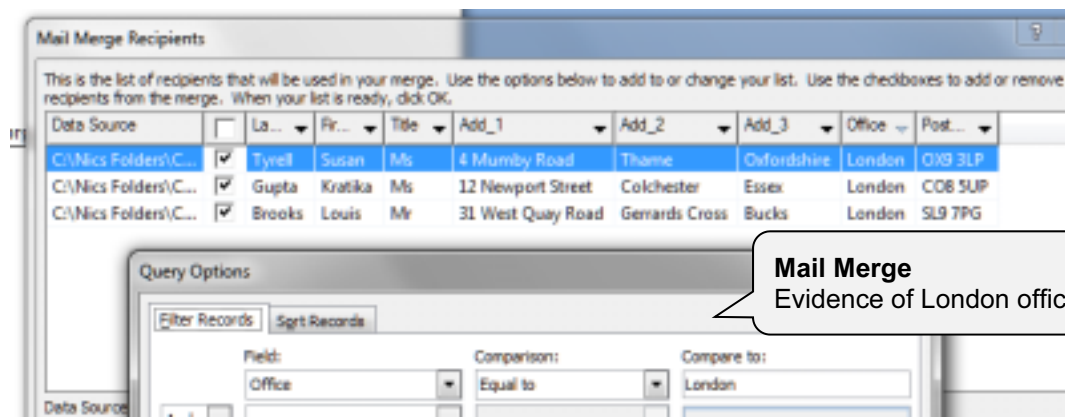 Mail Merge Recipients
This is the list of recipients that will be used in your merge. Use the options below to add to or change your list. Use the checkboxes to add or remove
recipients from the merge. When your list is ready, click OK.
Data Source La... Fir... Title Add_1 Add_2 Add_3 Office Post...
C:\Nics Folders\C... Tyrell Susan Ms 4 Mumby Road Thame Oxfordshire London OX9 3LP
C:\Nics Folders\C... Gupta Kratika Ms 12 Newport Street Colchester Essex London CO8 5UP
C:\Nics Folders\C... Brooks Louis Mr 31 West Quay Road Gerrards Cross Bucks London SL9 7PG
Mail Merge
Evidence of London offic
Query Options
Filter Records Sort Records
Field: Comparison: Compare to:
Office Equal to London
Data Source